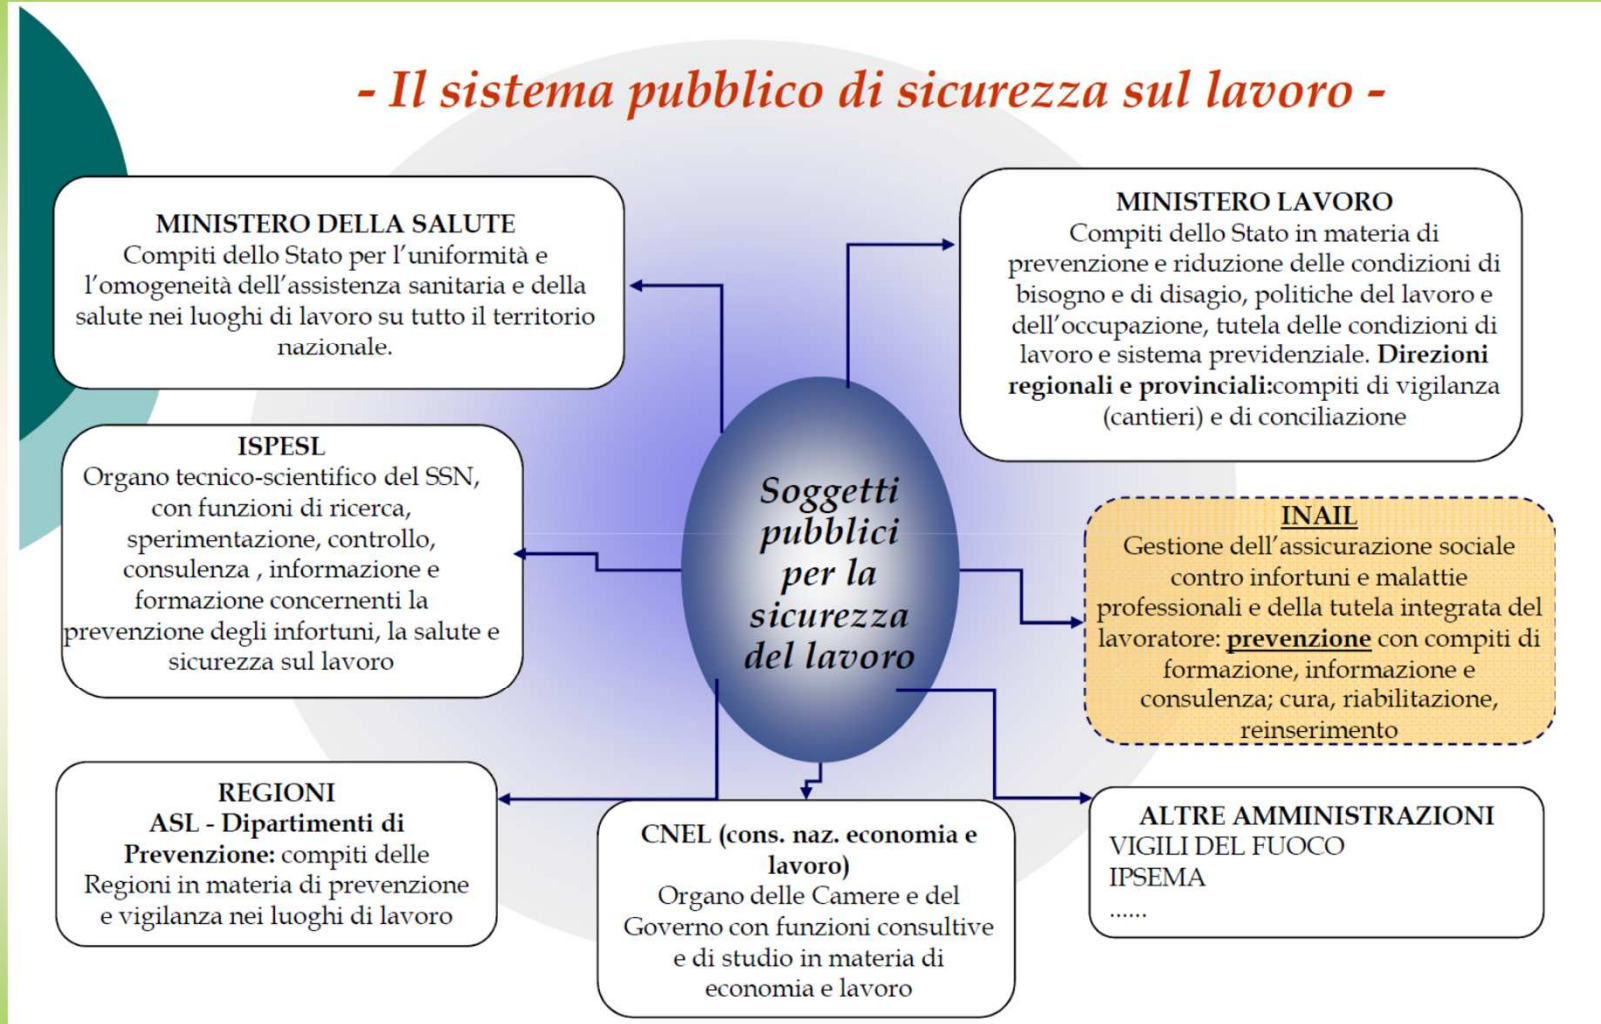 - Il sistema pubblico di sicurezza sul lavoro -
MINISTERO DELLA SALUTE
Compiti dello Stato per l'uniformità e
l'omogeneità dell'assistenza sanitaria e della
salute nei luoghi di lavoro su tutto il territorio
nazionale.
MINISTERO LAVORO
Compiti dello Stato in materia di
prevenzione e riduzione delle condizioni di
bisogno e di disagio, politiche del lavoro e
dell'occupazione, tutela delle condizioni di
lavoro e sistema previdenziale. Direzioni
regionali e provinciali:compiti di vigilanza
(cantieri) e di conciliazione
ISPESL
Organo tecnico-scientifico del SSN,
con funzioni di ricerca,
sperimentazione, controllo,
consulenza , informazione e
formazione concernenti la
prevenzione degli infortuni, la salute e
sicurezza sul lavoro
Soggetti
pubblici
per la
sicurezza
del lavoro
INAIL
Gestione dell'assicurazione sociale
contro infortuni e malattie
professionali e della tutela integrata del
lavoratore: prevenzione con compiti di
formazione, informazione e
consulenza; cura, riabilitazione,
reinserimento
REGIONI
ASL - Dipartimenti di
Prevenzione: compiti delle
Regioni in materia di prevenzione
e vigilanza nei luoghi di lavoro
CNEL (cons. naz. economia e
lavoro)
Organo delle Camere e del
Governo con funzioni consultive
e di studio in materia di
economia e lavoro
ALTRE AMMINISTRAZIONI
VIGILI DEL FUOCO
IPSEMA
......